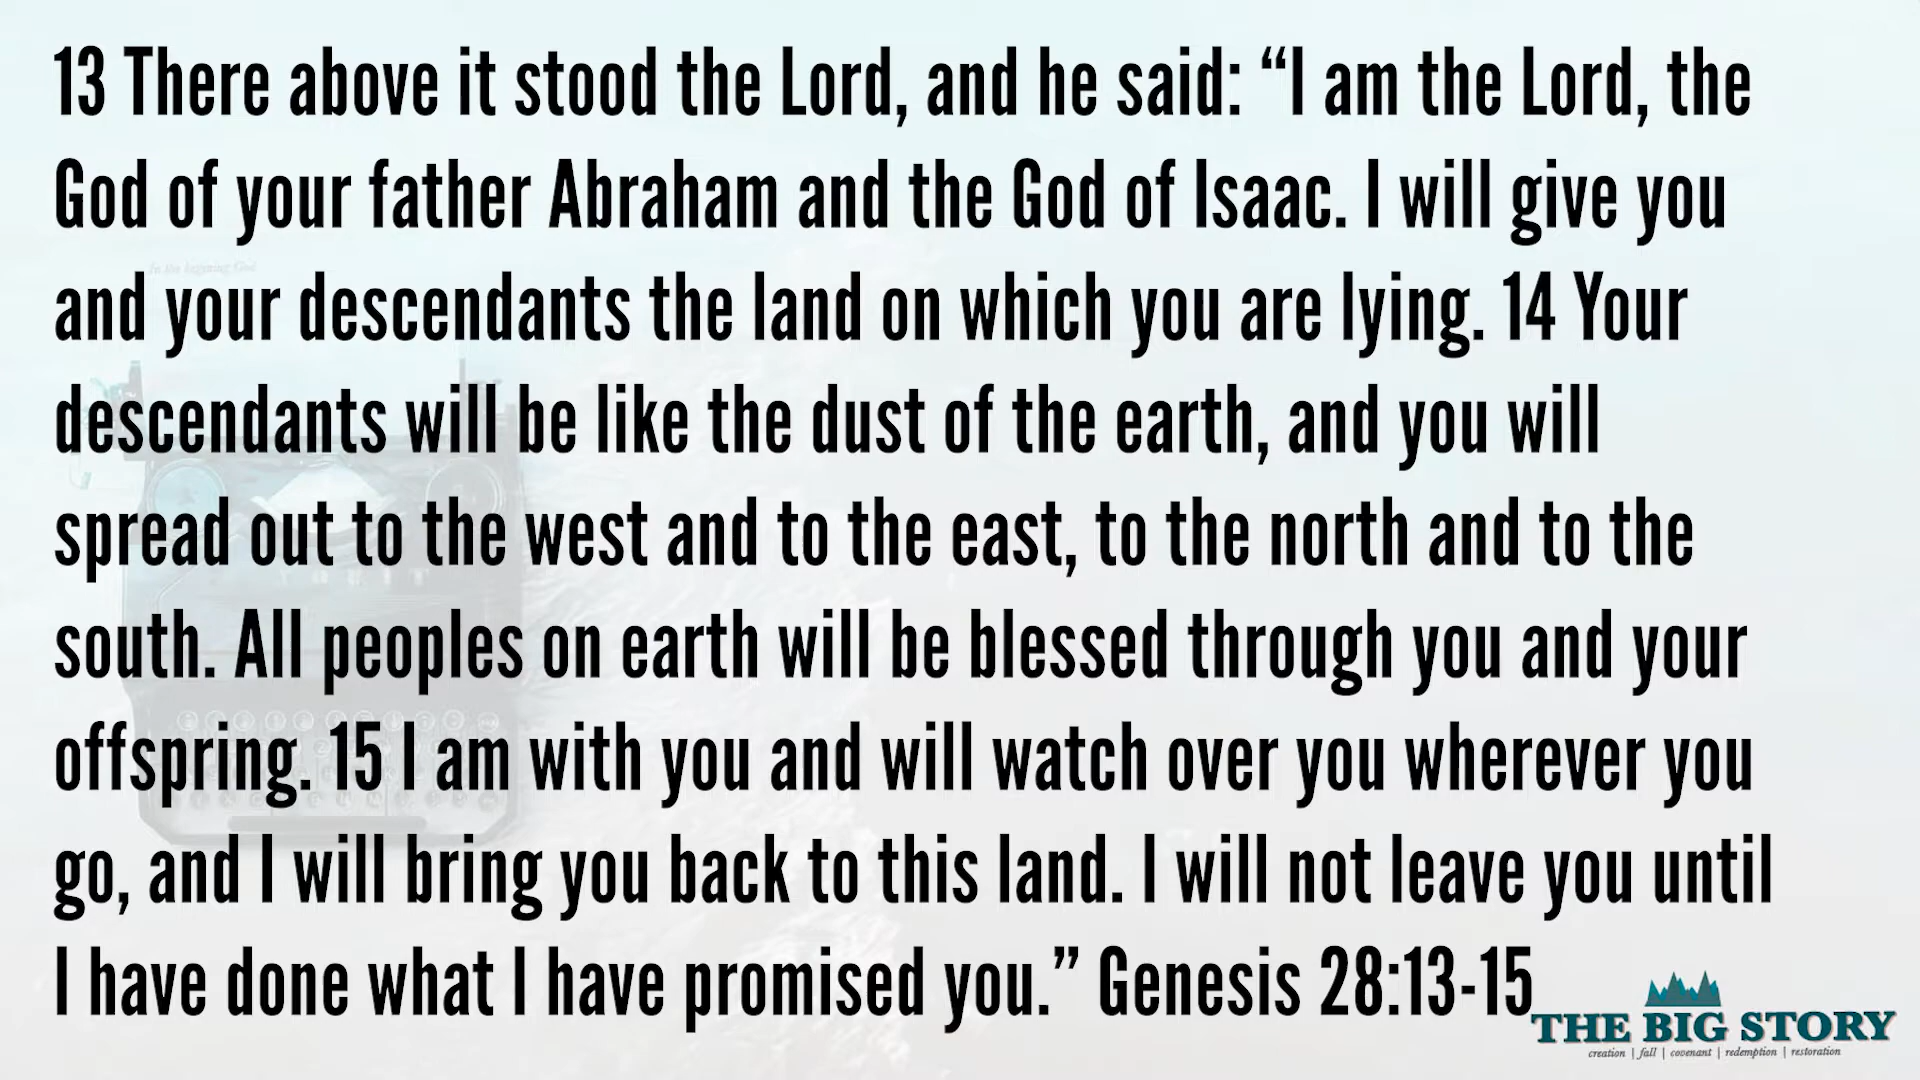 13 There above it stood the Lord, and he said: “I am the Lord, the
God of your father Abraham and the God of Isaac. I will give you
In the begining God
and your descendants the land on which you are lying. 14 Your
descendants will be like the dust of the earth, and you will
spread out to the west and to the east, to the north and to the
south. All peoples on earth will be blessed through you and your
offspring. 15 I am with you and will watch over you wherever you
go, and I will bring you back to this land. I will not leave you until
I have done what I have promised you.” Genesis 28:13-15
THE BIG STORY
creation | fall | covenant | redemption | restoration